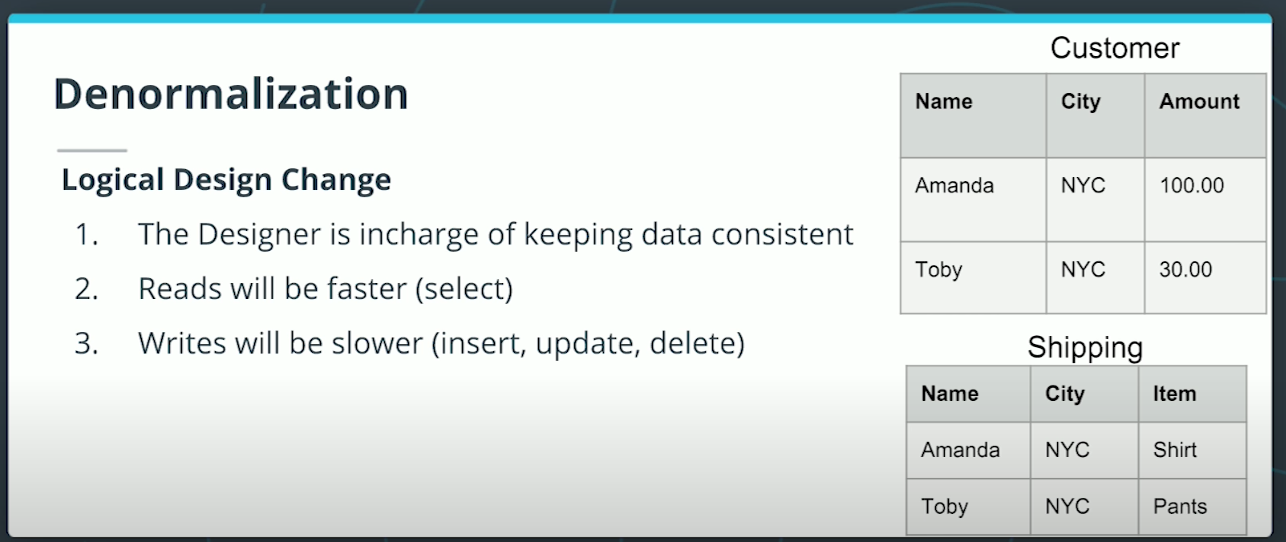 Denormalization
Logical Design Change
1. The Designer is incharge of keeping data consistent
2. Reads will be faster (select)
3. Writes will be slower (insert, update, delete)
Customer
Name City Amount
Amanda NYC 100.00
Toby NYC 30.00
Shipping
Name City Item
Amanda NYC Shirt
Toby NYC Pants